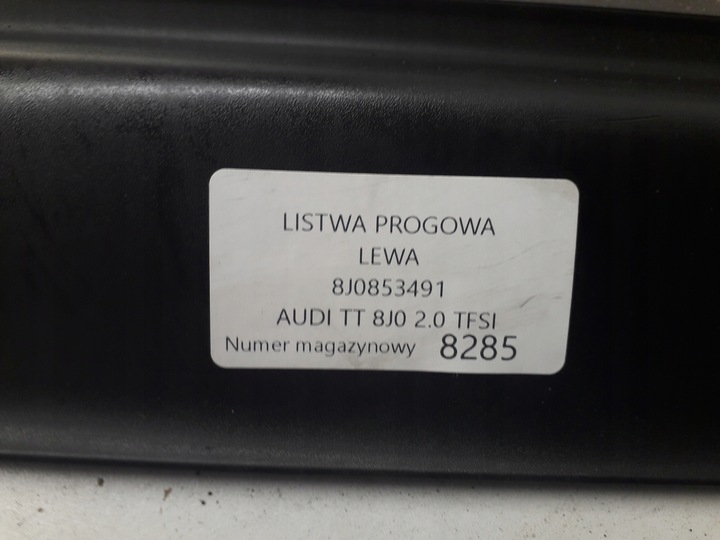 LISTWA PROGOWA
LEWA
8J0853491
AUDI TT 8J0 2.0 TFSI
Numer magazynowy 8285